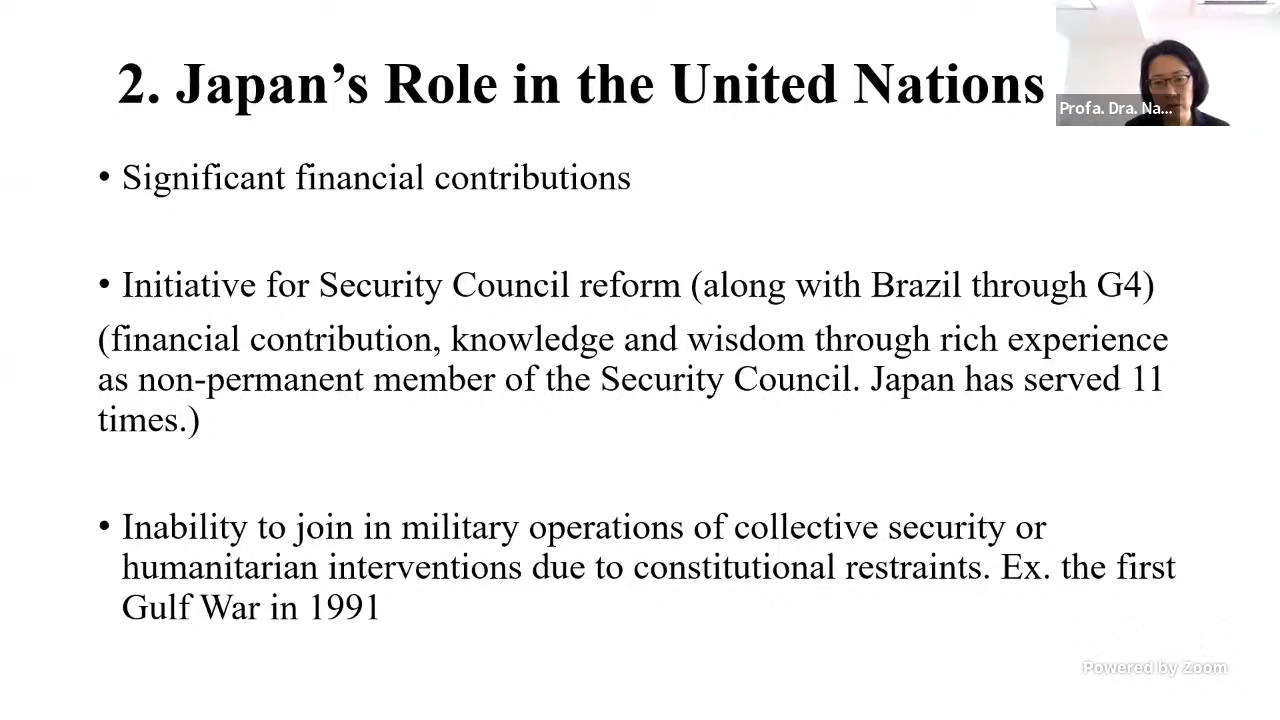 2. Japan’s Role in the United Nations
Profa. Dra. Na...
• Significant financial contributions
• Initiative for Security Council reform (along with Brazil through G4)
(financial contribution, knowledge and wisdom through rich experience
as non-permanent member of the Security Council. Japan has served 11
times.)
• Inability to join in military operations of collective security or
humanitarian interventions due to constitutional restraints. Ex. the first
Gulf War in 1991
Powered by Zoom